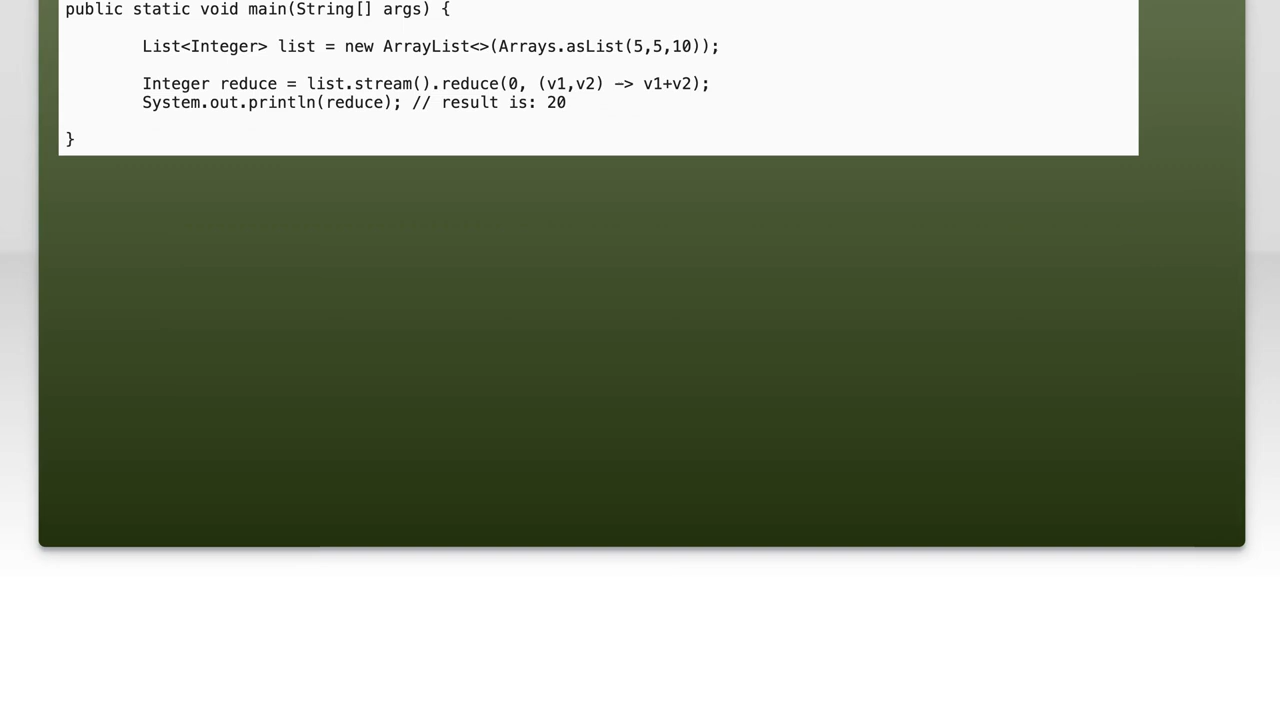 public static void main(String[] args) {
List<Integer> list = new ArrayList<>(Arrays.asList(5,5,10));
Integer reduce = list.stream().reduce(0, (v1,v2) -> v1+v2);
System.out.println(reduce); // result is: 20
}